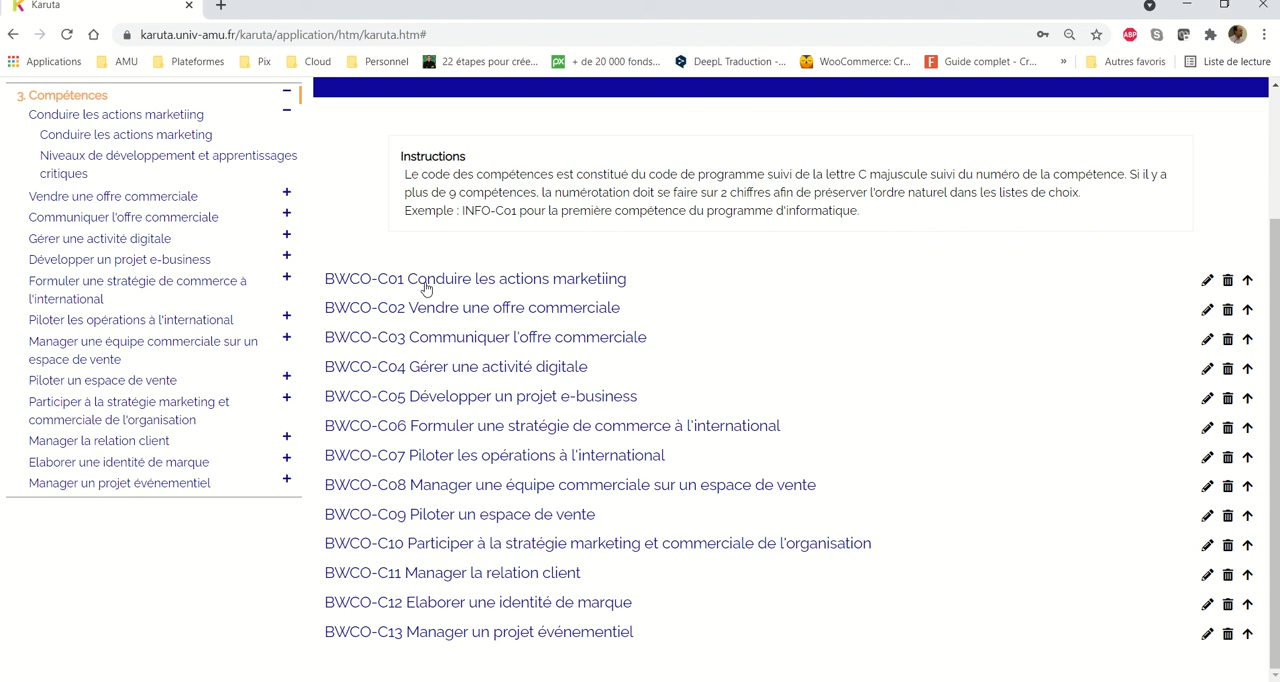 Karuta
karuta.univ-amu.fr/karuta/application/htm/karuta.htm#
Applications AMU Plateformes Pix Cloud Personnel 22 étapes pour crée... + de 20 000 fonds... DeepL Traduction -... WooCommerce: Cr... Guide complet - Cr... » Autres favoris Liste de lecture
3. Compétences
Conduire les actions marketiing
Conduire les actions marketing
Niveaux de développement et apprentissages
critiques
Vendre une offre commerciale
Communiquer l'offre commerciale
Gérer une activité digitale
Développer un projet e-business
Formuler une stratégie de commerce à
l'international
Piloter les opérations à l'international
Manager une équipe commerciale sur un
espace de vente
Piloter un espace de vente
Participer à la stratégie marketing et
commerciale de l'organisation
Manager la relation client
Elaborer une identité de marque
Manager un projet événementiel
Instructions
Le code des compétences est constitué du code de programme suivi de la lettre C majuscule suivi du numéro de la compétence. Si il y a
plus de 9 compétences, la numérotation doit se faire sur 2 chiffres afin de préserver l'ordre naturel dans les listes de choix.
Exemple : INFO-C01 pour la première compétence du programme d'informatique.
BWCO-C01 Conduire les actions marketiing
BWCO-C02 Vendre une offre commerciale
BWCO-C03 Communiquer l'offre commerciale
BWCO-C04 Gérer une activité digitale
BWCO-C05 Développer un projet e-business
BWCO-C06 Formuler une stratégie de commerce à l'international
BWCO-C07 Piloter les opérations à l'international
BWCO-C08 Manager une équipe commerciale sur un espace de vente
BWCO-C09 Piloter un espace de vente
BWCO-C10 Participer à la stratégie marketing et commerciale de l'organisation
BWCO-C11 Manager la relation client
BWCO-C12 Elaborer une identité de marque
BWCO-C13 Manager un projet événementiel